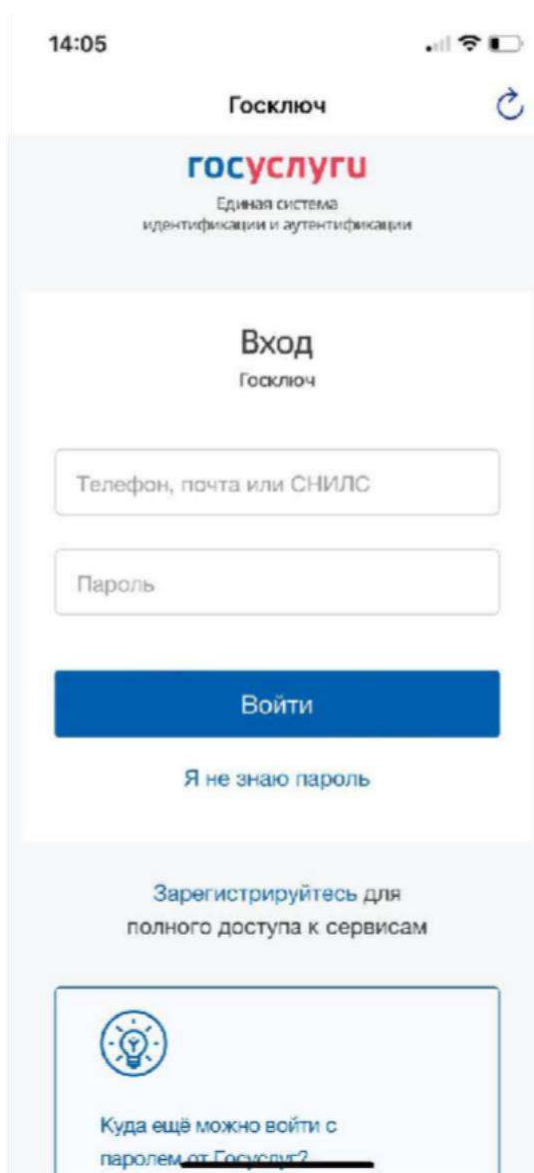 14:05
Госключ
госуслуги
Единая система
идентификации и аутентификации
Вход
Госключ
Телефон, почта или СНИЛС
Пароль
Войти
Я не знаю пароль
Зарегистрируйтесь для
полного доступа к сервисам
Куда ещё можно войти с
паролем от Госуслуг?